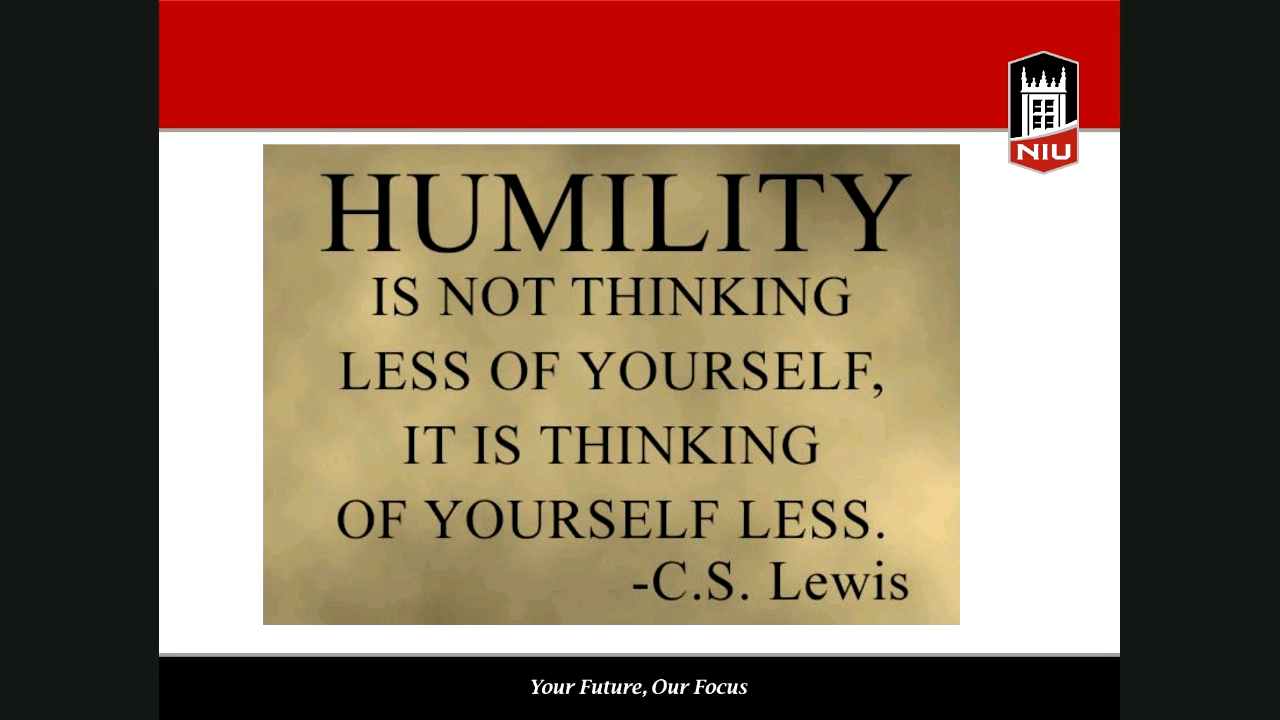 NIU
HUMILITY
IS NOT THINKING
LESS OF YOURSELF,
IT IS THINKING
OF YOURSELF LESS.
-C.S. Lewis
Your Future, Our Focus